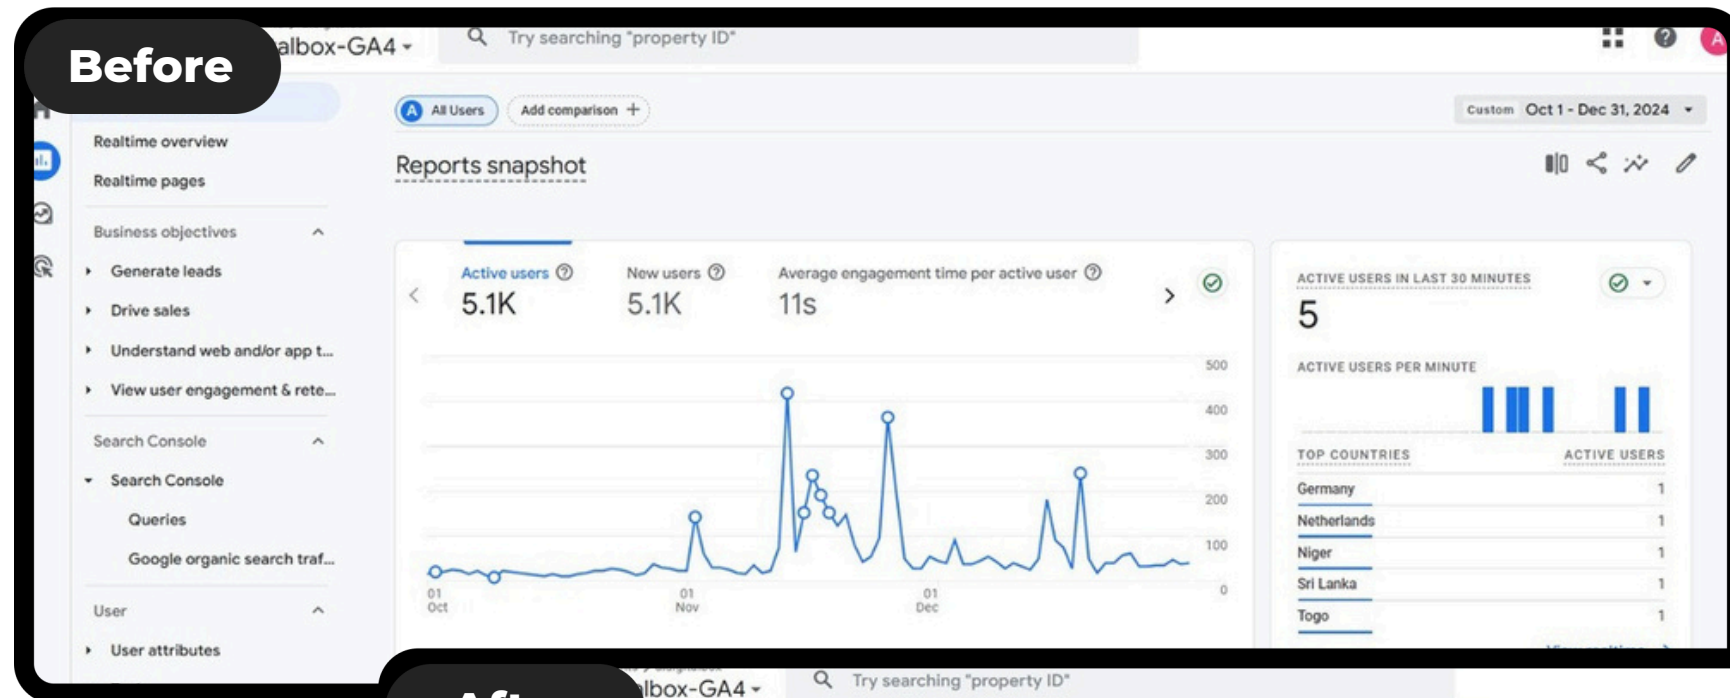 Before
albox-GA4
Try searching "property ID"
A
A All Users
Add comparison +
Custom Oct 1 - Dec 31, 2024
Realtime overview
Realtime pages
Reports snapshot
Business objectives
Generate leads
Drive sales
Understand web and/or app t...
View user engagement & rete...
Search Console
Search Console
Queries
Google organic search traf...
User
User attributes
Active users
5.1K
New users
5.1K
Average engagement time per active user
11s
500
400
300
200
100
0
01 Oct
01 Nov
01 Dec
ACTIVE USERS IN LAST 30 MINUTES
5
ACTIVE USERS PER MINUTE
TOP COUNTRIES ACTIVE USERS
Germany 1
Netherlands 1
Niger 1
Sri Lanka 1
Togo 1
lbox-GA4
Try searching "property ID"